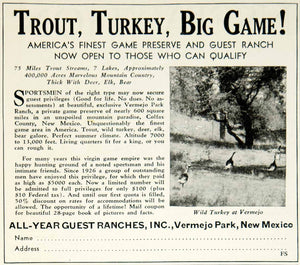 TROUT, TURKEY, BIG GAME!
AMERICA'S FINEST GAME PRESERVE AND GUEST RANCH
NOW OPEN TO THOSE WHO CAN QUALIFY
75 Miles Trout Streams, 7 Lakes, Approximately
400,000 Acres Marvelous Mountain Country,
Thick With Deer, Elk, Bear
SPORTSMEN of the right type may now secure
guest privileges (Good for life. No dues. No as-
sessments) at beautiful, exclusive Vermejo Park
Ranch, a private game preserve of nearly 600 square
miles in an unspoiled mountain paradise, Colfax
County, New Mexico. Unquestionably the finest
game area in America. Trout, wild turkey, deer, elk,
bear, game galore. Altitude 7000
to 13,000 feet. Perfect summer climate. Living quarters fit for a king, or you
can rough it.
For many years this virgin game empire was
the happy hunting ground of a noted sportsman and
his intimate friends. Since 1926 a group of outstanding
men have enjoyed this privilege, for which they paid
as high as $5000 each. Now a limited number will
be admitted to full privileges for only $100 (plus
$10 Federal Tax). And until our first quota is filled
50% discount on rates for accommodations will be
allowed. The opportunity of a lifetime! Mail coupon
for beautiful 28-page book of pictures and facts.
Wild Turkey at Vermejo
ALL-YEAR GUEST RANCHES, INC., Vermejo Park, New Mexico
Name
Address
FS